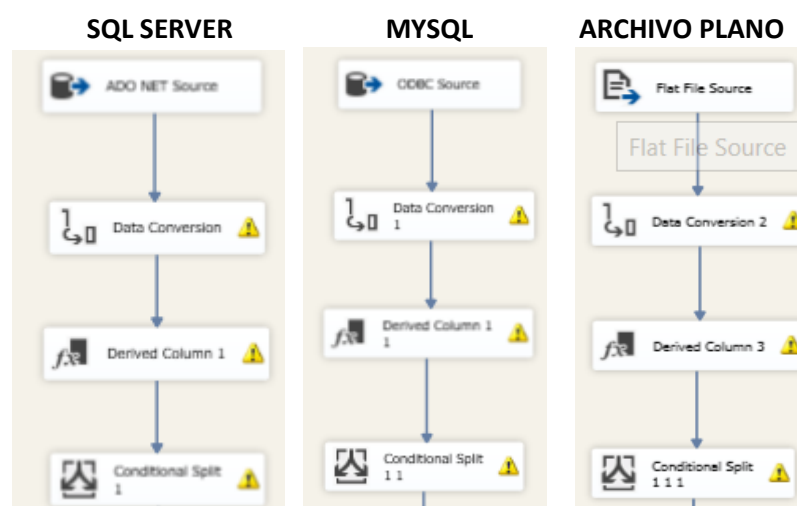 SQL SERVER
ADO NET Source
Data Conversion
Derived Column 1
Conditional Split
1
MYSQL
ODBC Source
Data Conversion
1
Derived Column 1
1
Conditional Split
1 1
ARCHIVO PLANO
Flat File Source
Flat File Source
Data Conversion 2
Derived Column 3
Conditional Split
1 1 1